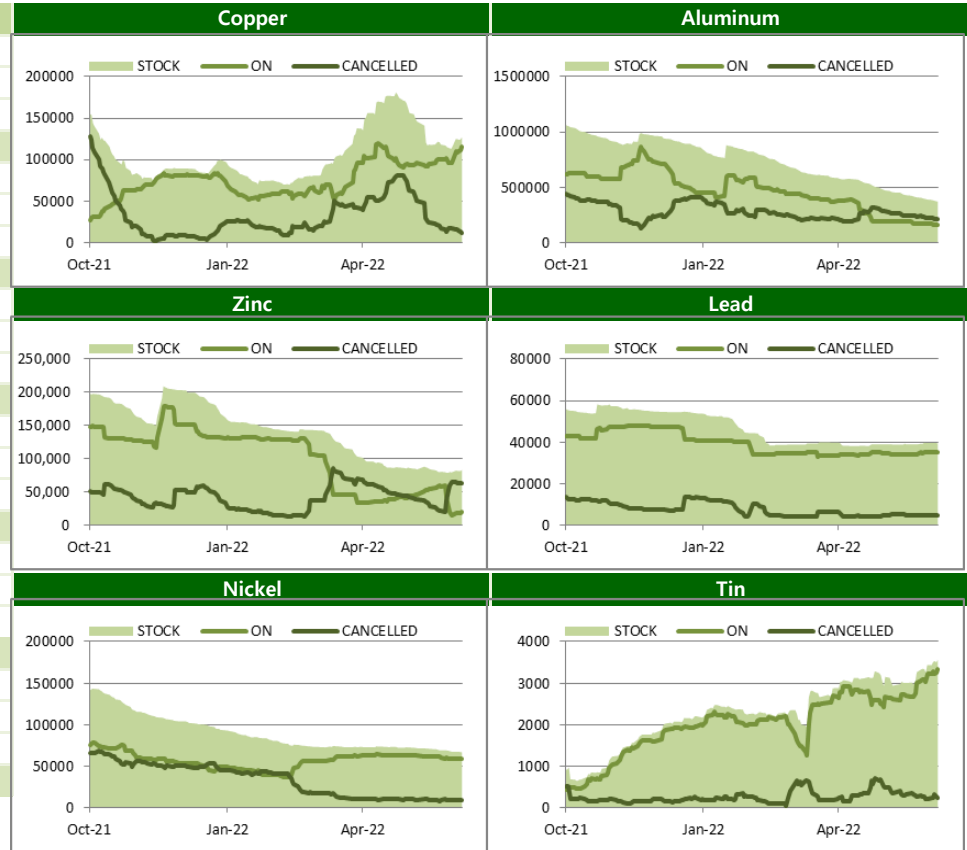 Copper
STOCK ON CANCELLED
200000
150000
100000
50000
0
Oct-21 Jan-22 Apr-22
Aluminum
STOCK ON CANCELLED
1500000
1000000
500000
0
Oct-21 Jan-22 Apr-22
Zinc
STOCK ON CANCELLED
250,000
200,000
150,000
100,000
50,000
0
Oct-21 Jan-22 Apr-22
Lead
STOCK ON CANCELLED
80000
60000
40000
20000
0
Oct-21 Jan-22 Apr-22
Nickel
STOCK ON CANCELLED
200000
150000
100000
50000
0
Oct-21 Jan-22 Apr-22
Tin
STOCK ON CANCELLED
4000
3000
2000
1000
0
Oct-21 Jan-22 Apr-22